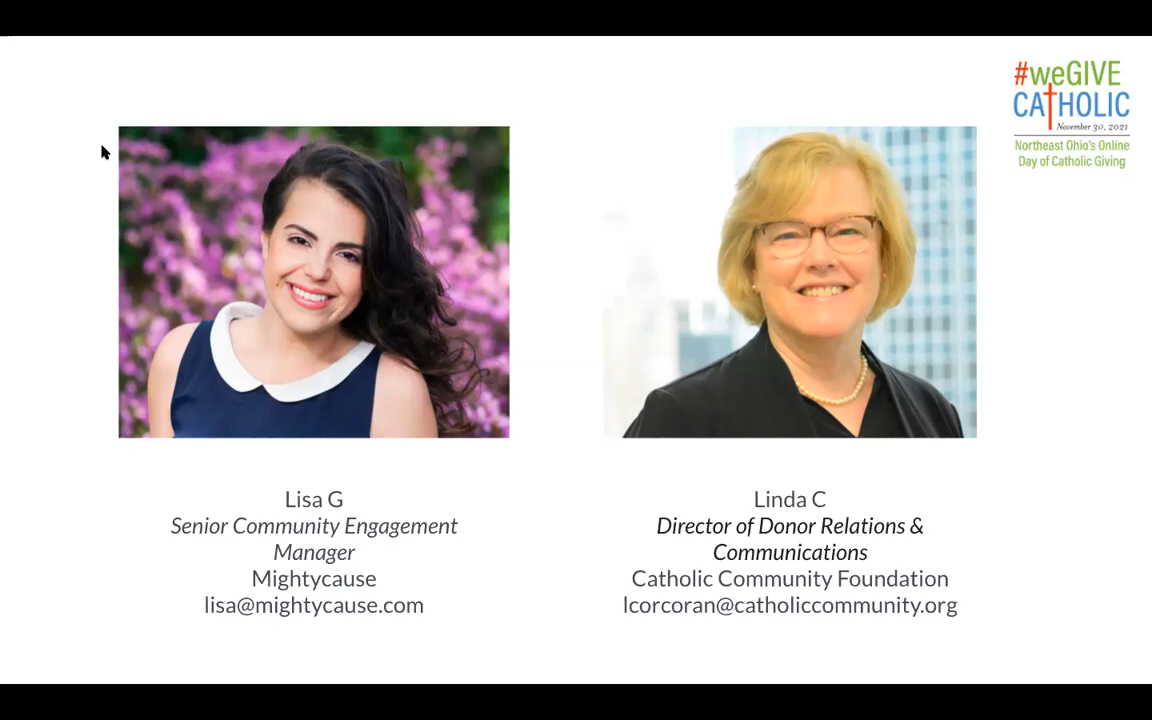 #weGIVE
CATHOLIC
November 30, 2021
Northeast Ohio's Online
Day of Catholic Giving
Lisa G
Senior Community Engagement
Manager
Mightycause
lisa@mightycause.com
Linda C
Director of Donor Relations &
Communications
Catholic Community Foundation
lcorcoran@catholiccommunity.org